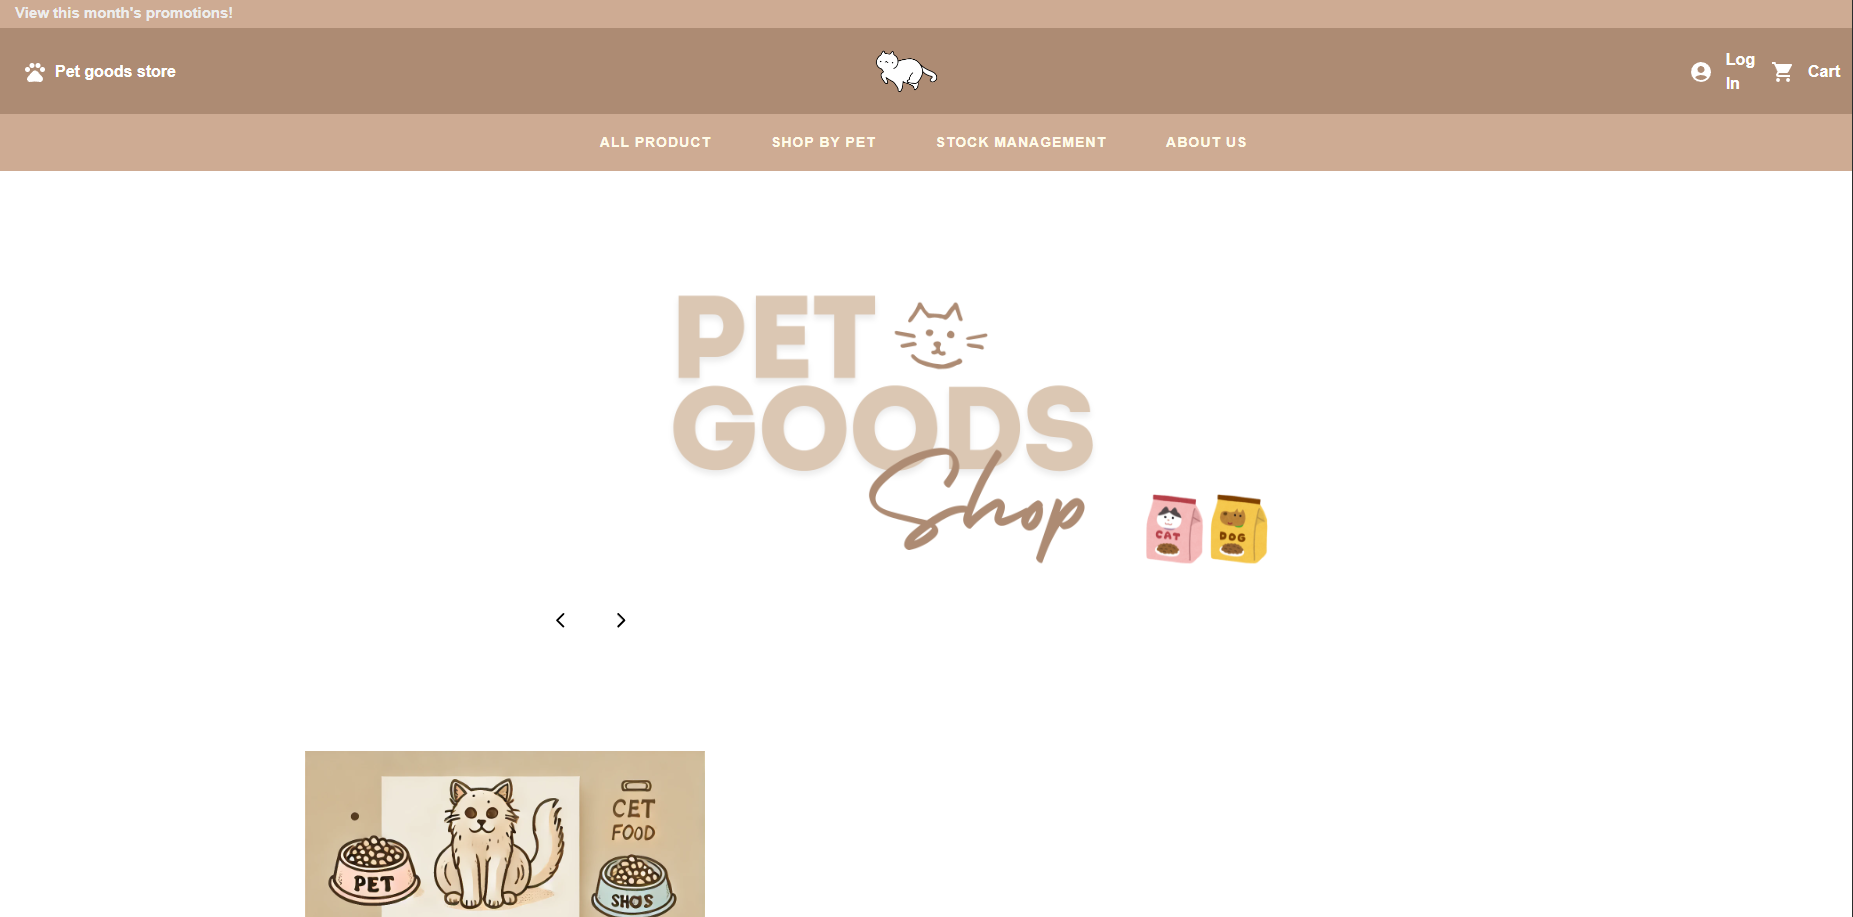 View this month's promotions!
Pet goods store
Log
In
Cart
ALL PRODUCT
SHOP BY PET
STOCK MANAGEMENT
ABOUT US
PET
GOODS
Shop
CAT
DOG
CET
FOOD
PET
SHOS